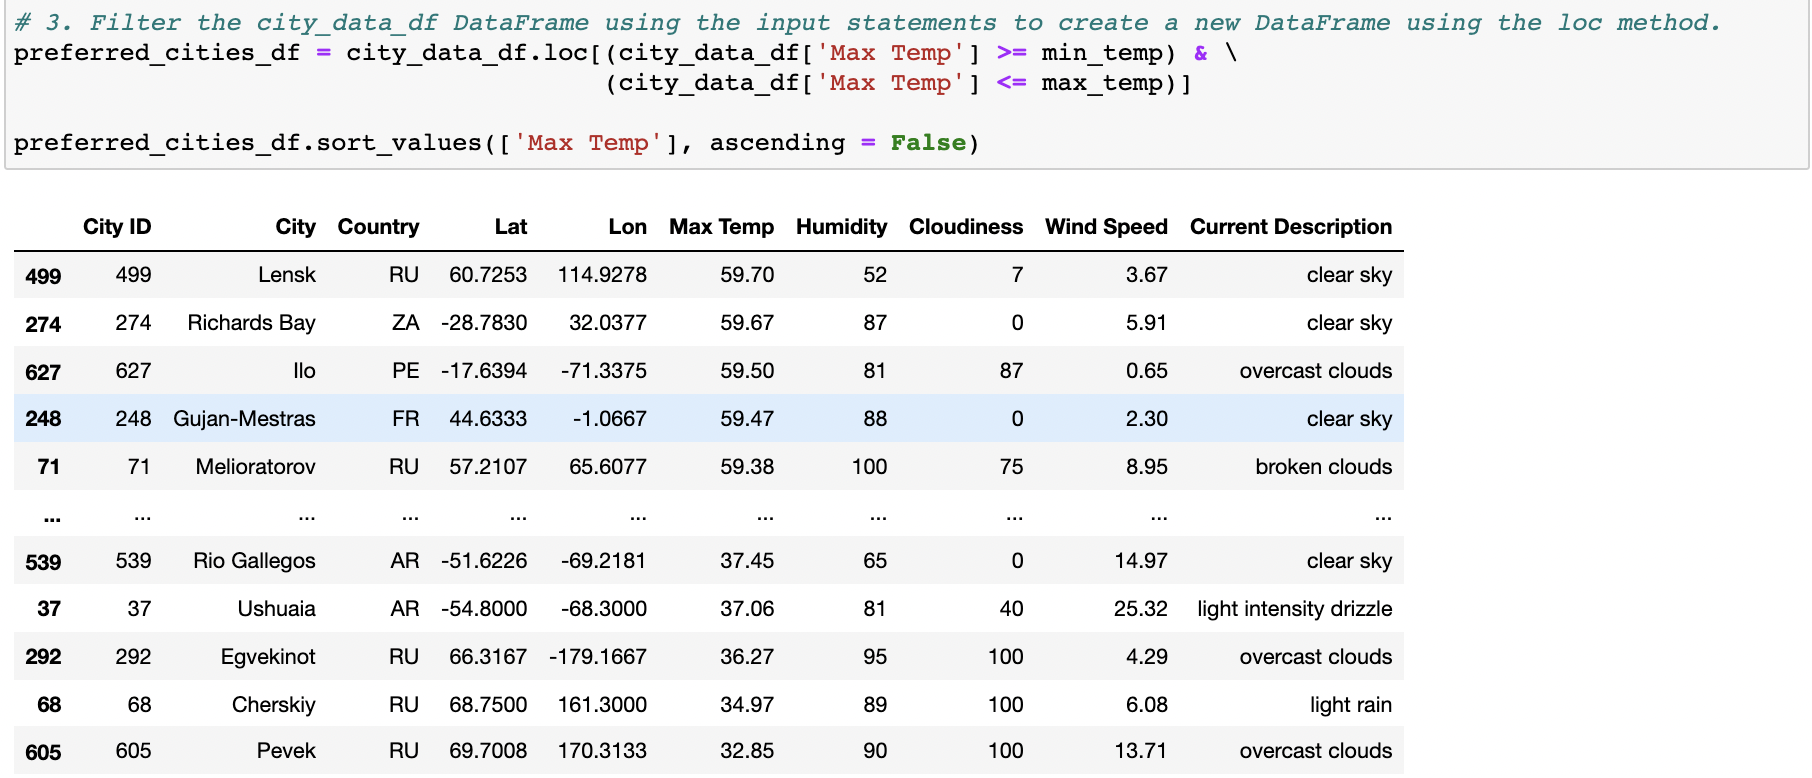 # 3. Filter the city_data_df DataFrame using the input statements to create a new DataFrame using the loc method.
preferred_cities_df = city_data_df.loc[(city_data_df['Max Temp'] >= min_temp) & \
(city_data_df['Max Temp'] <= max_temp)]
preferred_cities_df.sort_values(['Max Temp'], ascending = False)
City ID City Country Lat Lon Max Temp Humidity Cloudiness Wind Speed Current Description
499 499 Lensk RU 60.7253 114.9278 59.70 52 7 3.67 clear sky
274 274 Richards Bay ZA -28.7830 32.0377 59.67 87 0 5.91 clear sky
627 627 Ilo PE -17.6394 -71.3375 59.50 81 87 0.65 overcast clouds
248 248 Gujan-Mestras FR 44.6333 -1.0667 59.47 88 0 2.30 clear sky
71 71 Melioratorov RU 57.2107 65.6077 59.38 100 75 8.95 broken clouds
... ... ... ... ... ... ... ... ... ... ...
539 539 Rio Gallegos AR -51.6226 -69.2181 37.45 65 0 14.97 clear sky
37 37 Ushuaia AR -54.8000 -68.3000 37.06 81 40 25.32 light intensity drizzle
292 292 Egvekinot RU 66.3167 -179.1667 36.27 95 100 4.29 overcast clouds
68 68 Cherskiy RU 68.7500 161.3000 34.97 89 100 6.08 light rain
605 605 Pevek RU 69.7008 170.3133 32.85 90 100 13.71 overcast clouds